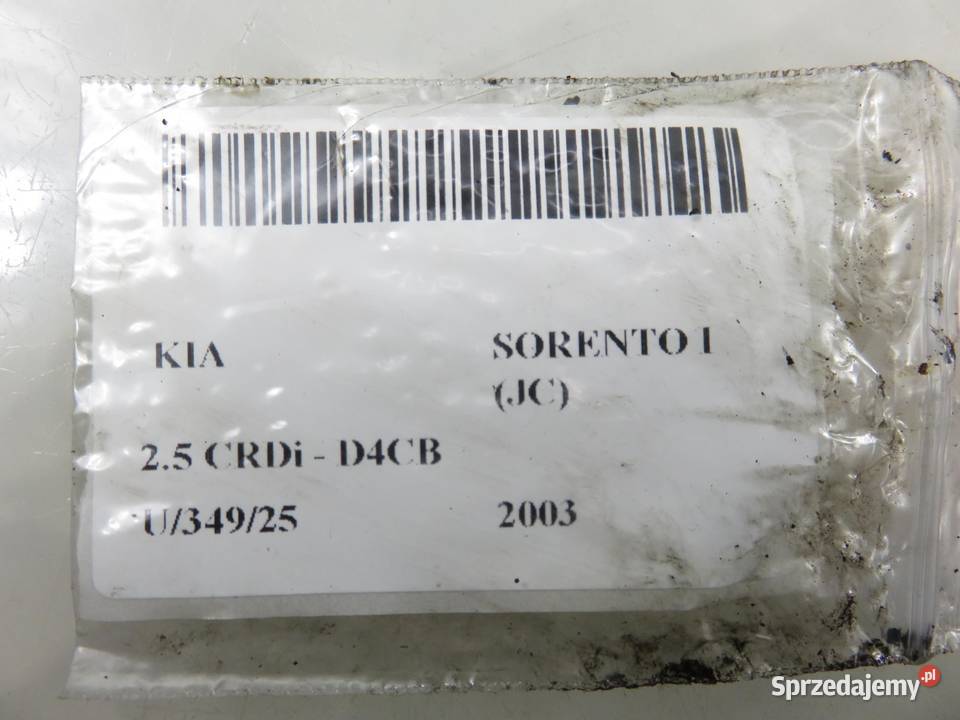 KIA SORENTO I
(JC)
2.5 CRDi - D4CB
U/349/25 2003
Sprzedajemy.pl